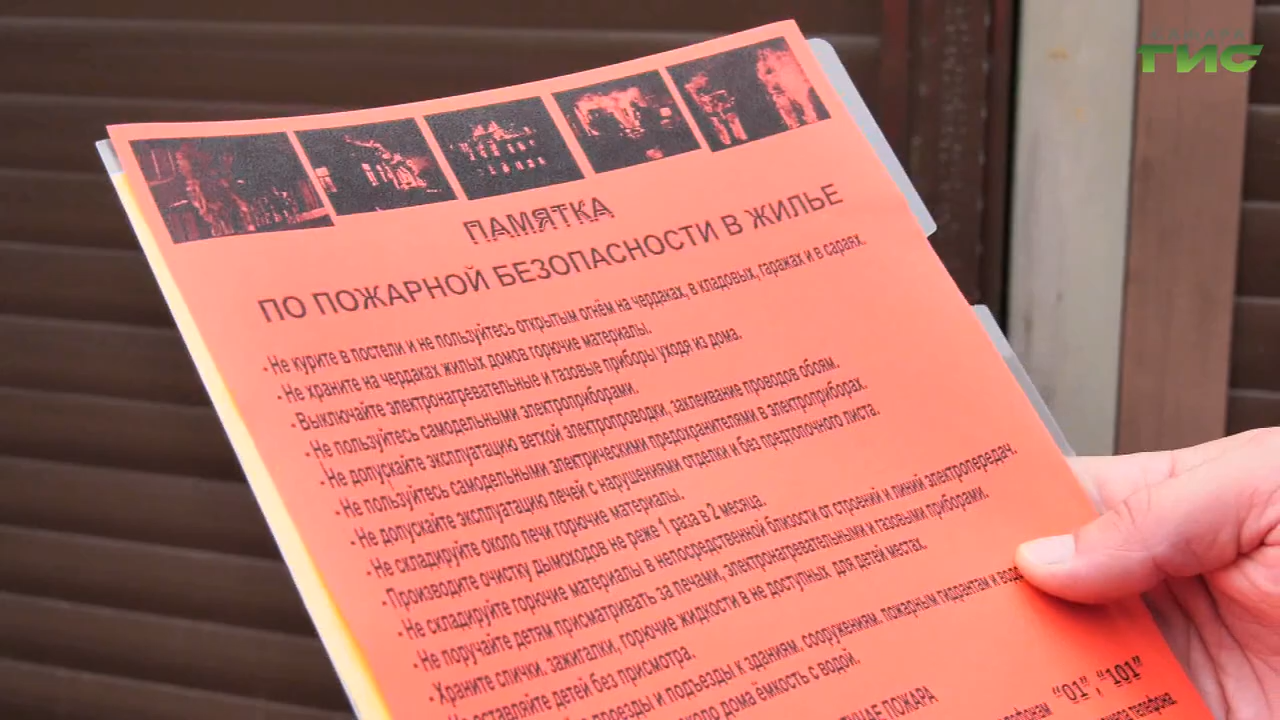 САМАРА
ГИС
ПАМЯТКА
ПО ПОЖАРНОЙ БЕЗОПАСНОСТИ В ЖИЛЬЕ
- Не курите в постели и не пользуйтесь открытым огнём на чердаках, в кладовых, гаражах и в сараях.
- Не храните на чердаках жилых домов горючие материалы.
- Выключайте электронагревательные и газовые приборы уходя из дома.
- Не пользуйтесь самодельными электроприборами.
- Не допускайте эксплуатацию ветхой электропроводки, заклеивание проводов обоям.
- Не пользуйтесь самодельными электрическими предохранителями в электроприборах.
- Не допускайте эксплуатацию печей с нарушениями отделки и без предтопочного листа.
- Не складируйте около печи горючие материалы.
- Производите очистку дымоходов не реже 1 раза в 2 месяца.
- Не складируйте горючие материалы в непосредственной близости от строений и линий электропередач.
- Не поручайте детям присматривать за печами, электронагревательными и газовыми приборами.
- Храните спички, зажигалки, горючие жидкости в не доступных для детей местах.
оставляйте детей без присмотра.
проезды и подъезды к зданиям, сооружениям, пожарным гидрантам и
дома ёмкость с водой.
ПОЖАРА
"01", "101"
телефона